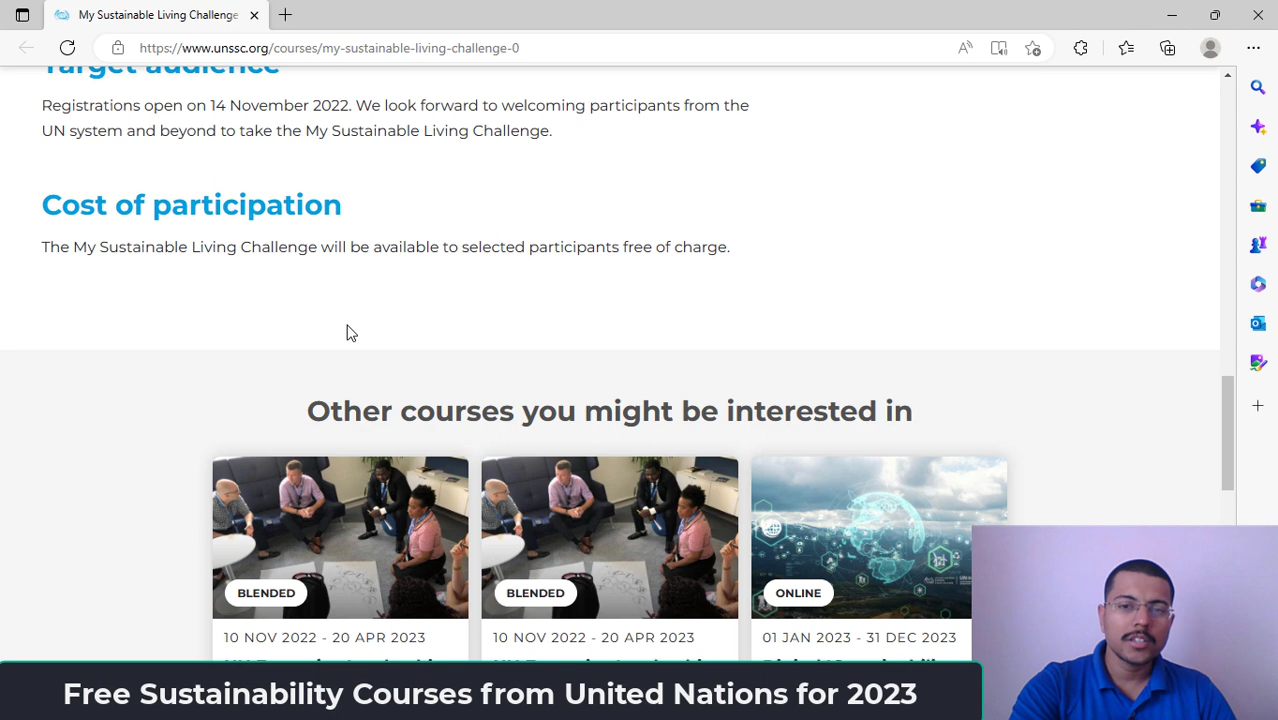 My Sustainable Living Challenge
https://www.unssc.org/courses/my-sustainable-living-challenge-0
Target audience
Registrations open on 14 November 2022. We look forward to welcoming participants from the
UN system and beyond to take the My Sustainable Living Challenge.
Cost of participation
The My Sustainable Living Challenge will be available to selected participants free of charge.
Other courses you might be interested in
BLENDED
BLENDED
ONLINE
10 NOV 2022 - 20 APR 2023
10 NOV 2022 - 20 APR 2023
01 JAN 2023 - 31 DEC 2023
Free Sustainability Courses from United Nations for 2023